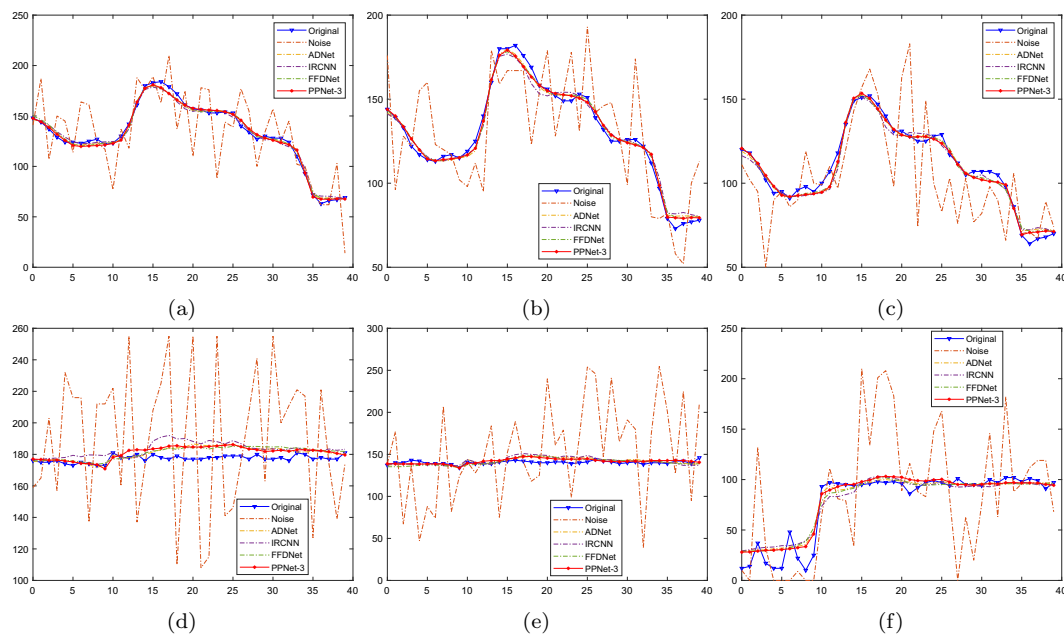 250
200
150
100
50
0
0 5 10 15 20 25 30 35 40
Original
Noise
ADNet
IRCNN
FFDNet
PPNet-3
(a)
200
150
100
50
0 5 10 15 20 25 30 35 40
Original
Noise
ADNet
IRCNN
FFDNet
PPNet-3
(b)
200
150
100
50
0 5 10 15 20 25 30 35 40
Original
Noise
ADNet
IRCNN
FFDNet
PPNet-3
(c)
260
240
220
200
180
160
140
120
100
0 5 10 15 20 25 30 35 40
Original
Noise
ADNet
IRCNN
FFDNet
PPNet-3
(d)
300
250
200
150
100
50
0
0 5 10 15 20 25 30 35 40
Original
Noise
ADNet
IRCNN
FFDNet
PPNet-3
(e)
250
200
150
100
50
0
0 5 10 15 20 25 30 35 40
Original
Noise
ADNet
IRCNN
FFDNet
PPNet-3
(f)